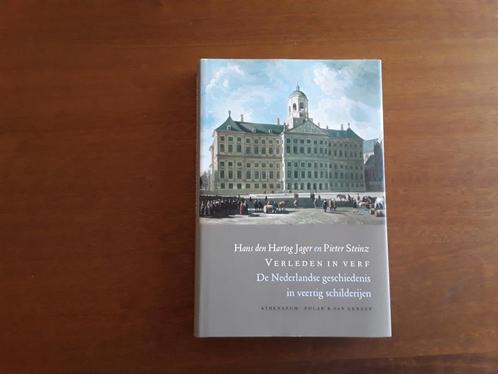 Hans den Hartog Jager en Pieter Steinz
VERLEDEN IN VERF
De Nederlandse geschiedenis
in veertig schilderijen
ATHENAEUM – POLAK & VAN GENNEP